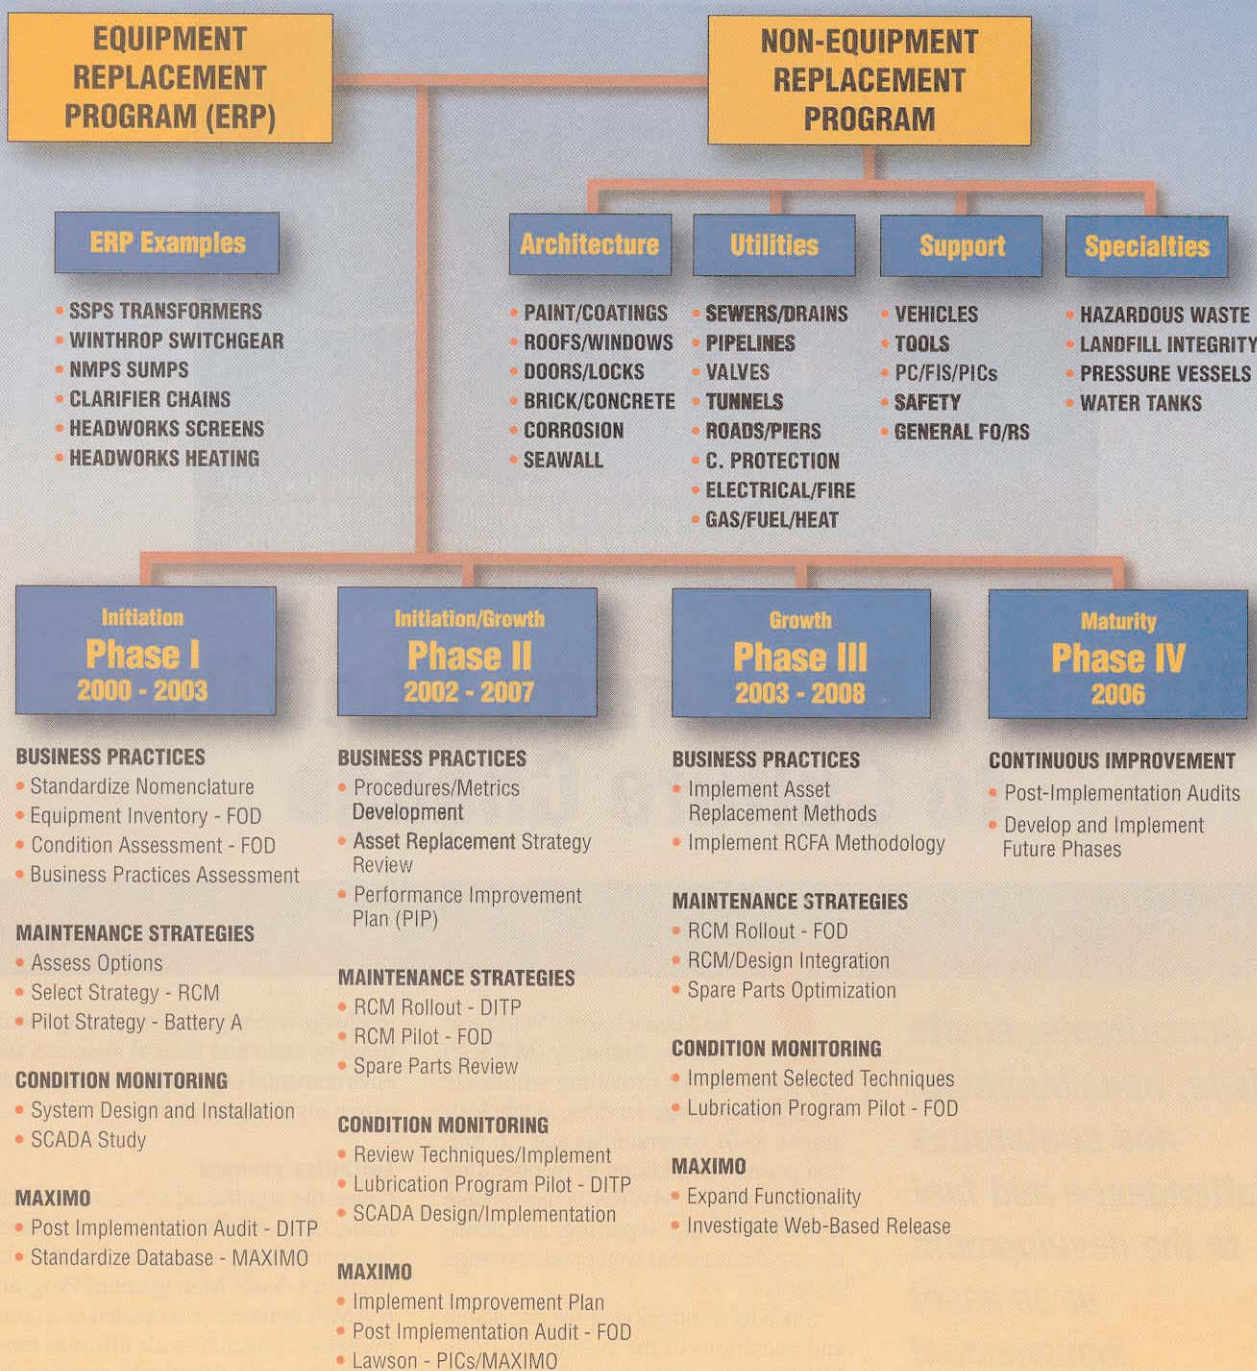 EQUIPMENT
REPLACEMENT
PROGRAM (ERP)
NON-EQUIPMENT
REPLACEMENT
PROGRAM
ERP Examples
• SSPS TRANSFORMERS
• WINTHROP SWITCHGEAR
• NMPS SUMPS
• CLARIFIER CHAINS
• HEADWORKS SCREENS
• HEADWORKS HEATING
Architecture
• PAINT/COATINGS
• ROOFS/WINDOWS
• DOORS/LOCKS
• BRICK/CONCRETE
• CORROSION
• SEAWALL
Utilities
• SEWERS/DRAINS
• PIPELINES
• VALVES
• TUNNELS
• ROADS/PIERS
• C. PROTECTION
• ELECTRICAL/FIRE
• GAS/FUEL/HEAT
Support
• VEHICLES
• TOOLS
• PC/FIS/PICs
• SAFETY
• GENERAL FO/RS
Specialties
• HAZARDOUS WASTE
• LANDFILL INTEGRITY
• PRESSURE VESSELS
• WATER TANKS
Initiation
Phase I
2000 - 2003
BUSINESS PRACTICES
• Standardize Nomenclature
• Equipment Inventory - FOD
• Condition Assessment - FOD
• Business Practices Assessment
MAINTENANCE STRATEGIES
• Assess Options
• Select Strategy - RCM
• Pilot Strategy - Battery A
CONDITION MONITORING
• System Design and Installation
• SCADA Study
MAXIMO
• Post Implementation Audit - DITP
• Standardize Database - MAXIMO
Initiation/Growth
Phase II
2002 - 2007
BUSINESS PRACTICES
• Procedures/Metrics
Development
• Asset Replacement Strategy
Review
• Performance Improvement
Plan (PIP)
MAINTENANCE STRATEGIES
• RCM Rollout - DITP
• RCM Pilot - FOD
• Spare Parts Review
CONDITION MONITORING
• Review Techniques/Implement
• Lubrication Program Pilot - DITP
• SCADA Design/Implementation
MAXIMO
• Implement Improvement Plan
• Post Implementation Audit - FOD
• Lawson - PICs/MAXIMO
Growth
Phase III
2003 - 2008
BUSINESS PRACTICES
• Implement Asset
Replacement Methods
• Implement RCFA Methodology
MAINTENANCE STRATEGIES
• RCM Rollout - FOD
• RCM/Design Integration
• Spare Parts Optimization
CONDITION MONITORING
• Implement Selected Techniques
• Lubrication Program Pilot - FOD
MAXIMO
• Expand Functionality
• Investigate Web-Based Release
Maturity
Phase IV
2006
CONTINUOUS IMPROVEMENT
• Post-Implementation Audits
• Develop and Implement
Future Phases